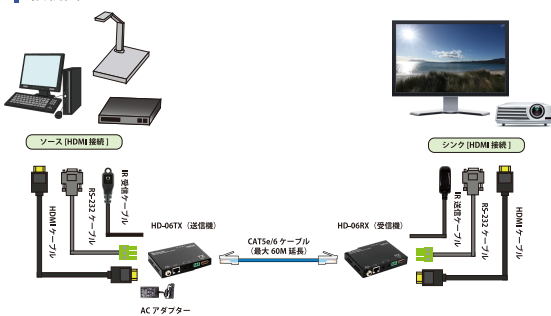 ソース [HDMI 接続 ]
シンク [HDMI 接続 ]
HDMI ケーブル
RS-232 ケーブル
IR 受信ケーブル
HD-06TX（送信機）
CAT5e/6 ケーブル
（最大 60M 延長）
HD-06RX（受信機）
IR 送信ケーブル
RS-232 ケーブル
HDMI ケーブル
AC アダプター